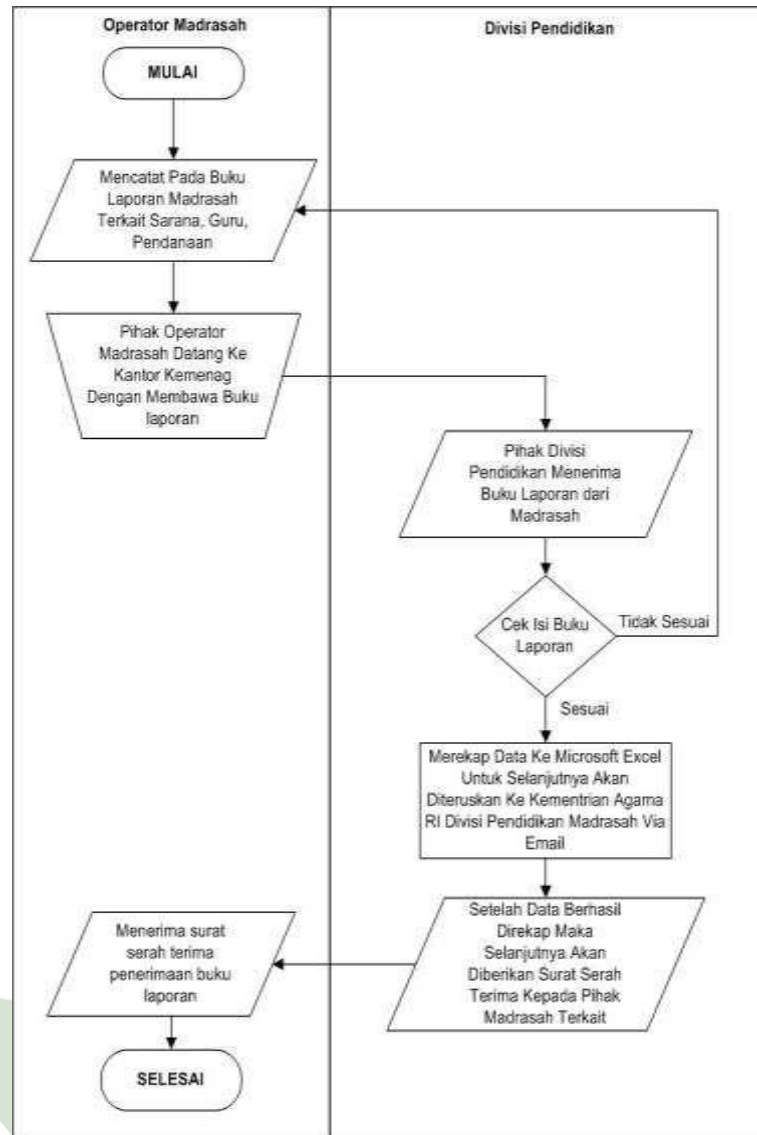 Operator Madrasah
Divisi Pendidikan
MULAI
Mencatat Pada Buku
Laporan Madrasah
Terkait Sarana, Guru,
Pendanaan
Pihak Operator
Madrasah Datang Ke
Kantor Kemenag
Dengan Membawa Buku
laporan
Pihak Divisi
Pendidikan Menerima
Buku Laporan dari
Madrasah
Cek Isi Buku
Laporan
Tidak Sesuai
Sesuai
Merekap Data Ke Microsoft Excel
Untuk Selanjutnya Akan
Diteruskan Ke Kementrian Agama
RI Divisi Pendidikan Madrasah Via
Email
Setelah Data Berhasil
Direkap Maka
Selanjutnya Akan
Diberikan Surat Serah
Terima Kepada Pihak
Madrasah Terkait
Menerima surat
serah terima
penerimaan buku
laporan
SELESAI